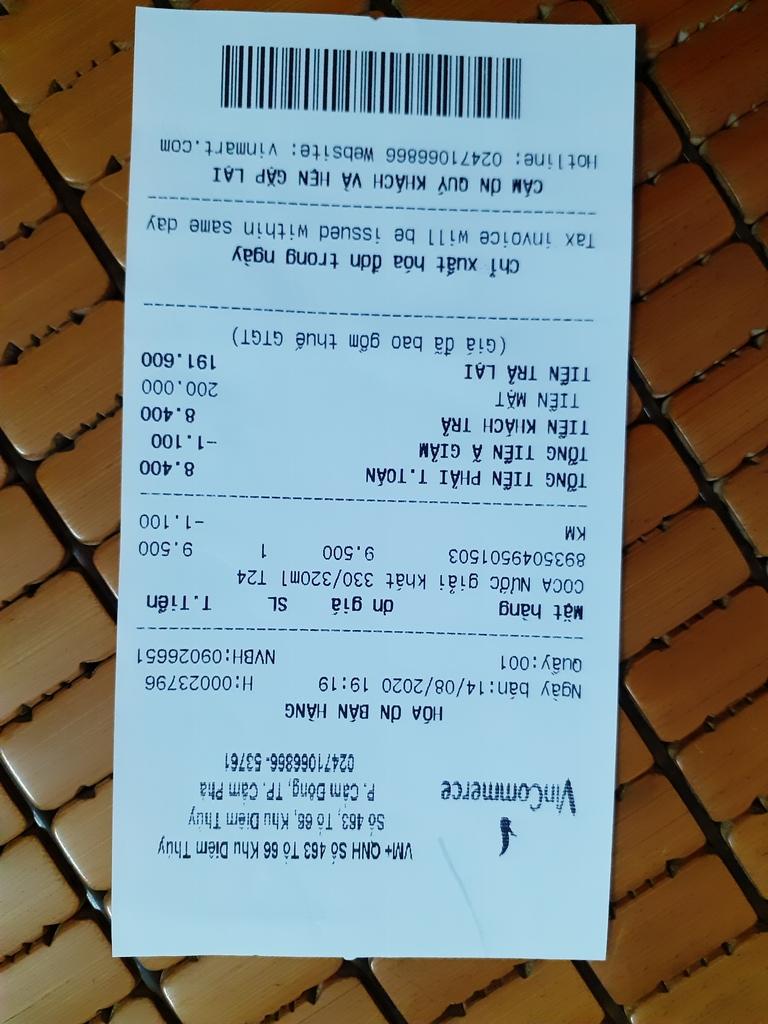 VinCommerce
VM+ QNH Số 463 Tổ 66 Khu Diêm Thủy
Số 463, Tổ 66, Khu Diêm Thủy
P. Cẩm Đông, TP. Cẩm Phả
02471066866-53761
HÓA ĐN BÁN HÀNG
Ngày bán:14/08/2020 19:19 H:00023796
Quầy:001 NVBH:09026651
Mặt hàng Đn giá SL T.Tiền
COCA NƯỚC giải khát 330/320ml T24
8935049501503 9.500 1 9.500
KM -1.100
TỔNG TIỀN PHẢI T.TOÁN 8.400
TỔNG TIỀN Ã GIẢM -1.100
TIỀN KHÁCH TRẢ 8.400
TIỀN MẶT 200.000
TIỀN TRẢ LẠI 191.600
(Giá đã bao gồm thuế GTGT)
chỉ xuất hóa đơn trong ngày
Tax invoice will be issued within same day
CẢM ƠN QUÝ KHÁCH VÀ HẸN GẶP LẠI
Hotline: 02471066866 Website: vinmart.com